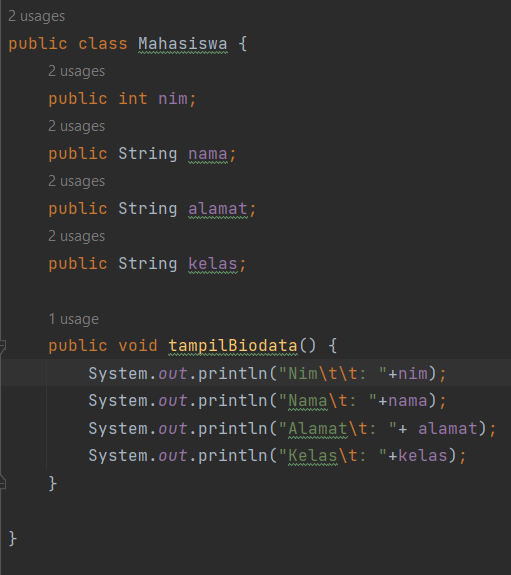 2 usages
public class Mahasiswa {
2 usages
public int nim;
2 usages
public String nama;
2 usages
public String alamat;
2 usages
public String kelas;
1 usage
public void tampilBiodata() {
System.out.println("Nim\t\t: "+nim);
System.out.println("Nama\t: "+nama);
System.out.println("Alamat\t: "+ alamat);
System.out.println("Kelas\t: "+kelas);
}
}